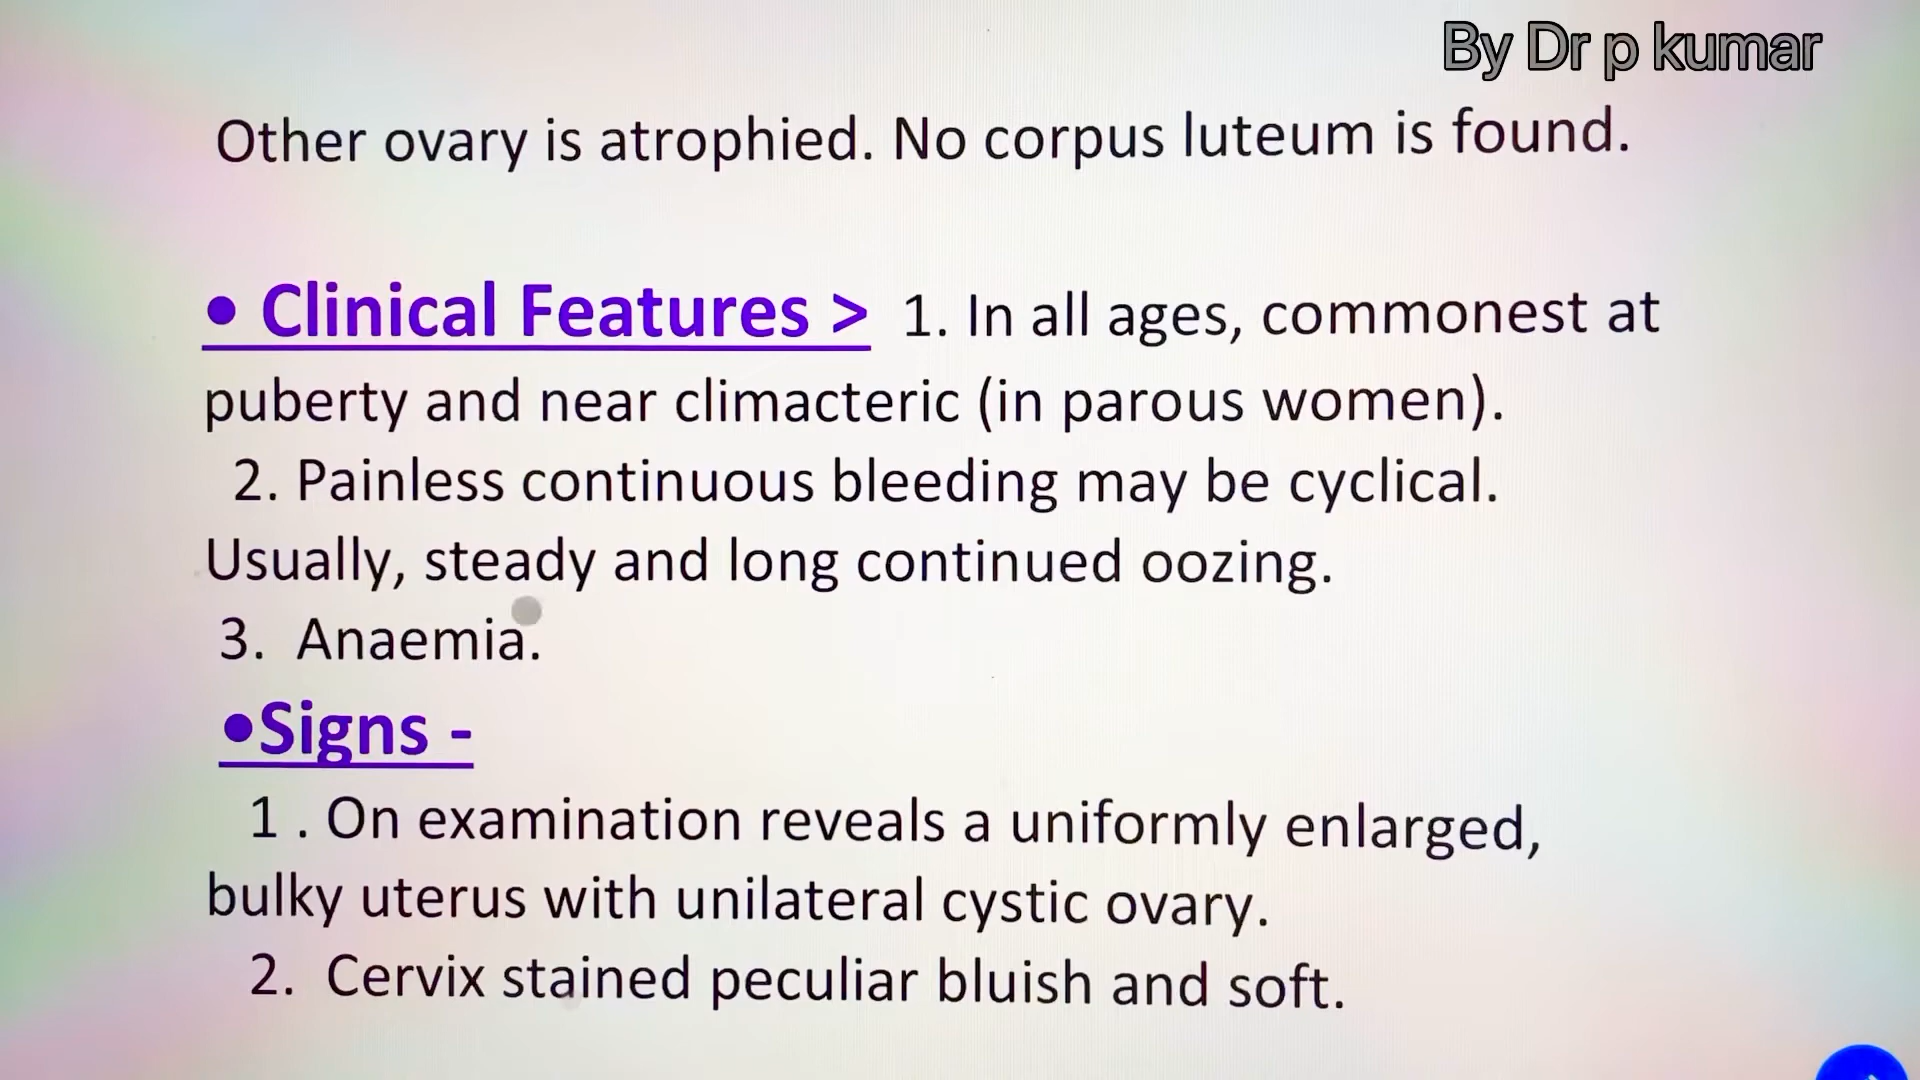 By Dr p kumar
Other ovary is atrophied. No corpus luteum is found.
• Clinical Features > 1. In all ages, commonest at
puberty and near climacteric (in parous women).
2. Painless continuous bleeding may be cyclical.
Usually, steady and long continued oozing.
3. Anaemia.
•Signs -
1 . On examination reveals a uniformly enlarged,
bulky uterus with unilateral cystic ovary.
2. Cervix stained peculiar bluish and soft.